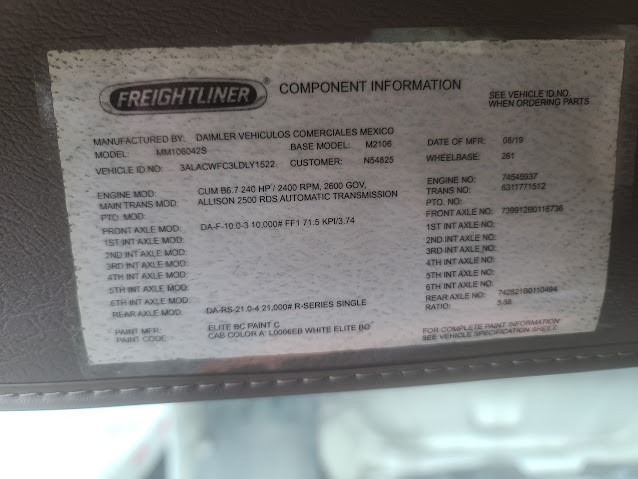 FREIGHTLINER® COMPONENT INFORMATION
SEE VEHICLE ID.NO.
WHEN ORDERING PARTS
MANUFACTURED BY: DAIMLER VEHICULOS COMERCIALES MEXICO
MODEL: MM106042S BASE MODEL: M2106 DATE OF MFR: 08/19
VEHICLE ID NO: 3ALACWFC3LDLY1522 CUSTOMER: N54825 WHEELBASE: 261
ENGINE MOD: CUM B6.7 240 HP / 2400 RPM, 2600 GOV, ENGINE NO: 74545937
MAIN TRANS MOD: ALLISON 2500 RDS AUTOMATIC TRANSMISSION TRANS NO: 6311771512
PTO. MOD: PTO. NO:
FRONT AXLE MOD: DA-F-10.0-3 10,000# FF1 71.5 KPI/3.74 FRONT AXLE NO: 73991280116736
1ST INT AXLE MOD: 1ST INT AXLE NO:
2ND INT AXLE MOD: 2ND INT AXLE NO:
3RD INT AXLE MOD: 3RD INT AXLE NO:
4TH INT AXLE MOD: 4TH INT AXLE NO:
5TH INT AXLE MOD: 5TH INT AXLE NO:
6TH INT AXLE MOD: 6TH INT AXLE NO:
REAR AXLE MOD: DA-RS-21.0-4 21,000# R-SERIES SINGLE REAR AXLE NO:
RATIO:
PAINT MFR: ELITE BC PAINT C
PAINT CODE: CAB COLOR A: L0006EB WHITE ELITE BC
FOR COMPLETE PAINT INFORMATION
SEE VEHICLE SPECIFICATION SHEET.